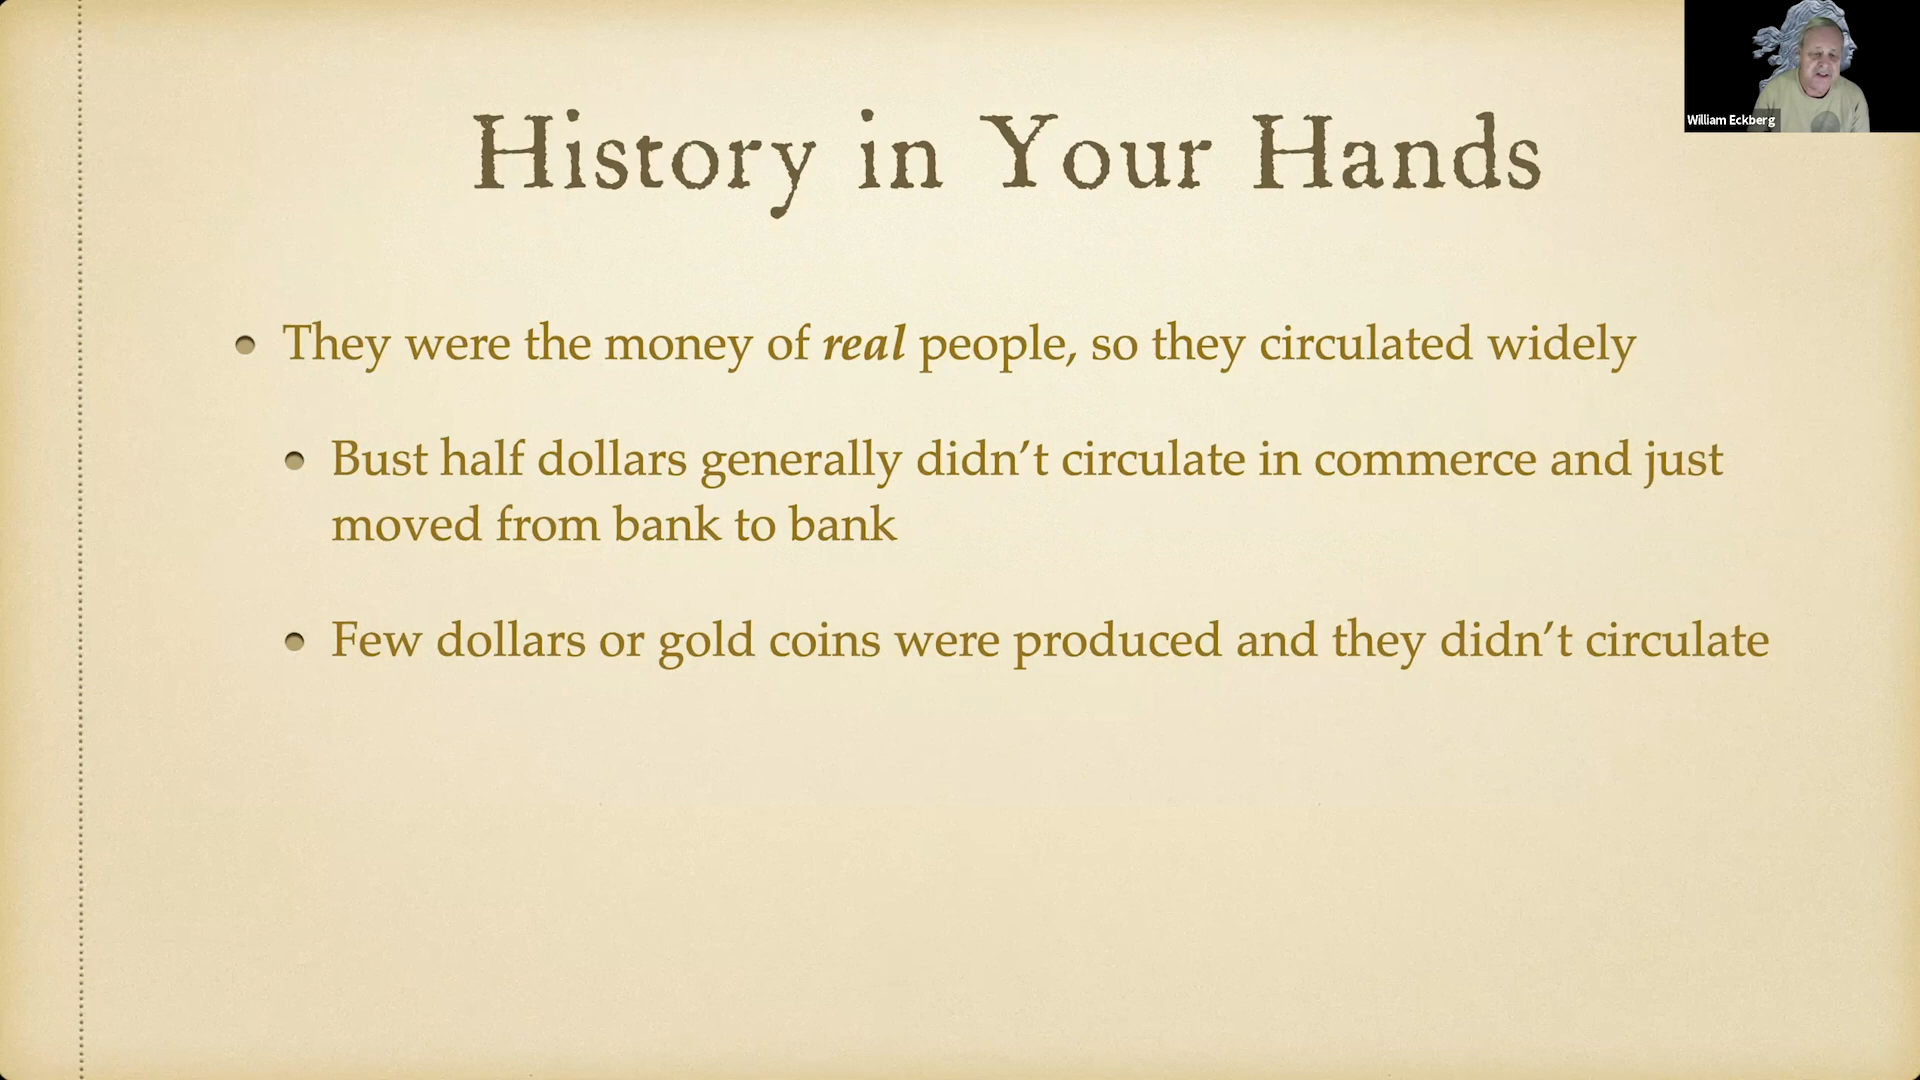 History in Your Hands
William Eckberg
• They were the money of real people, so they circulated widely
• Bust half dollars generally didn’t circulate in commerce and just
moved from bank to bank
• Few dollars or gold coins were produced and they didn’t circulate